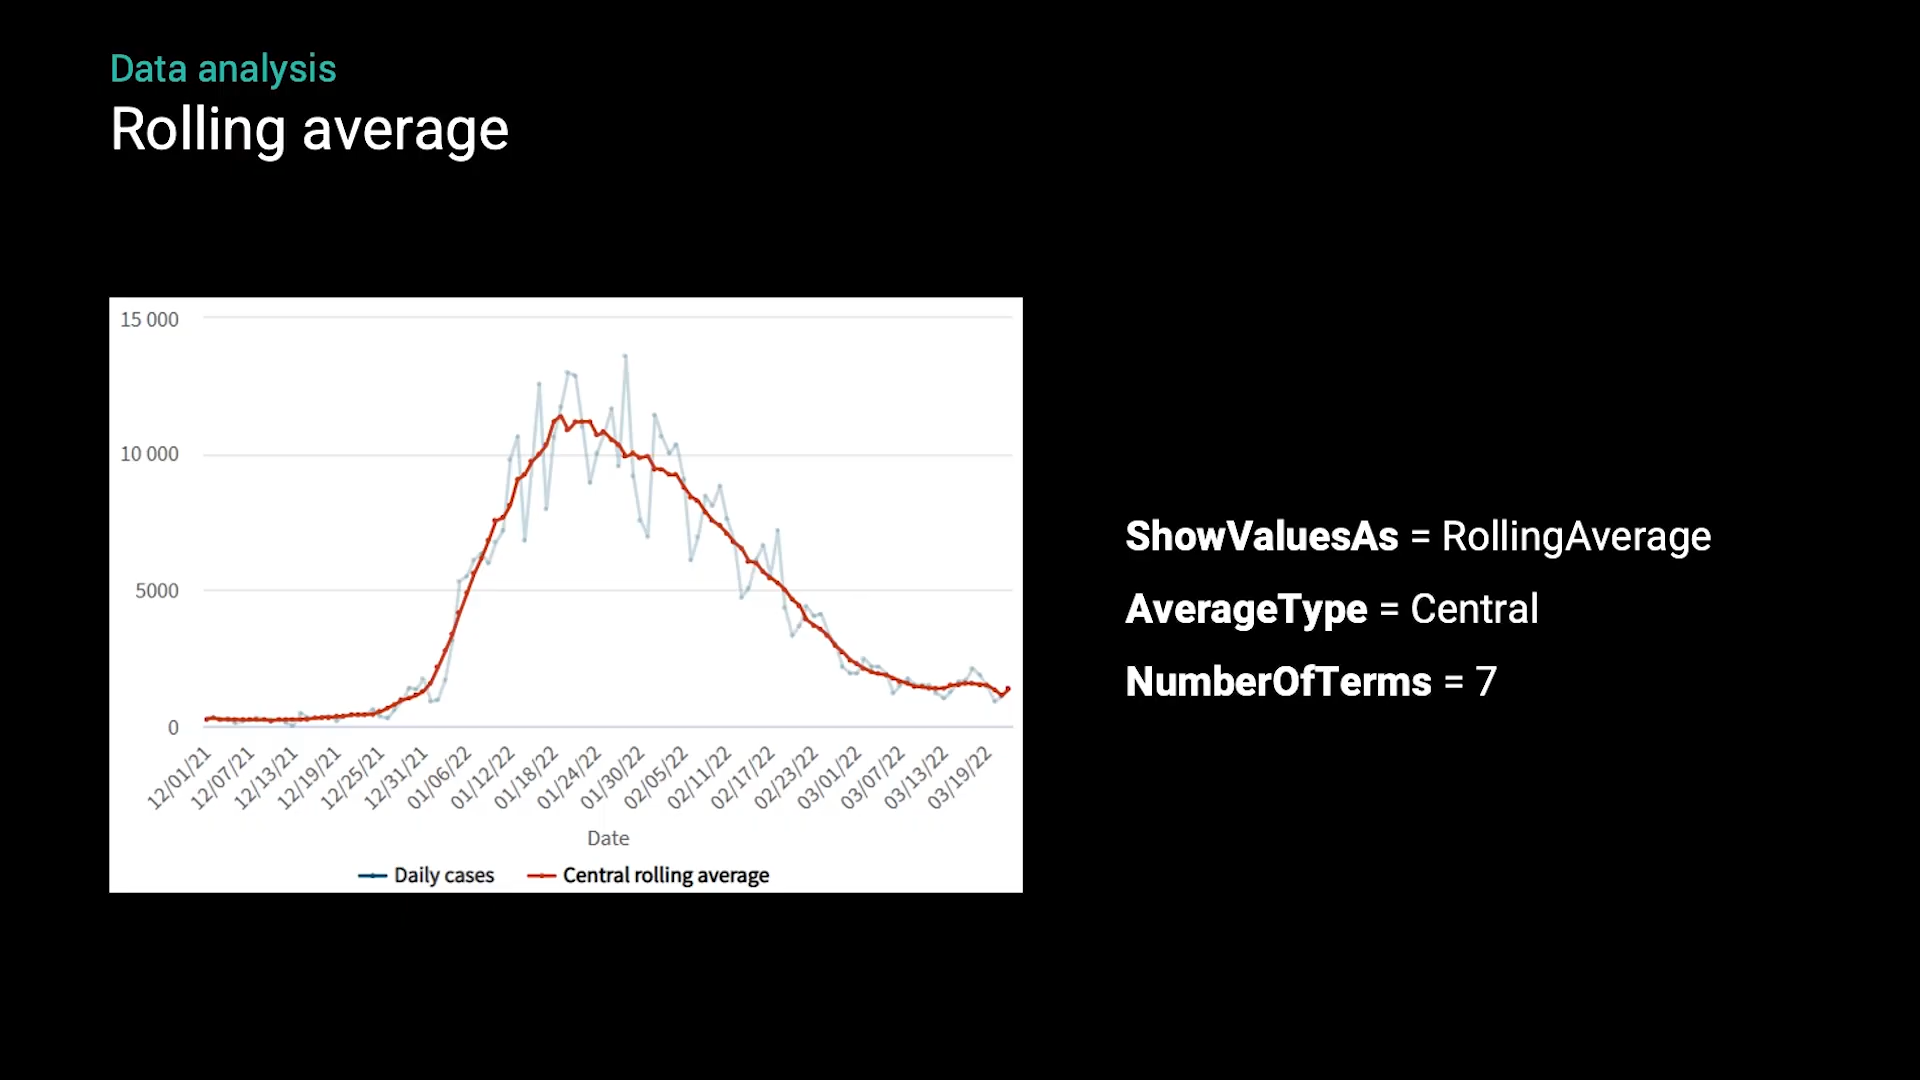 Data analysis
Rolling average
15 000
10 000
5000
0
12/01/21
12/07/21
12/13/21
12/19/21
12/25/21
12/31/21
01/06/22
01/12/22
01/18/22
01/24/22
01/30/22
02/05/22
02/11/22
02/17/22
02/23/22
03/01/22
03/07/22
03/13/22
03/19/22
Date
Daily cases
Central rolling average
ShowValuesAs = RollingAverage
AverageType = Central
NumberOfTerms = 7